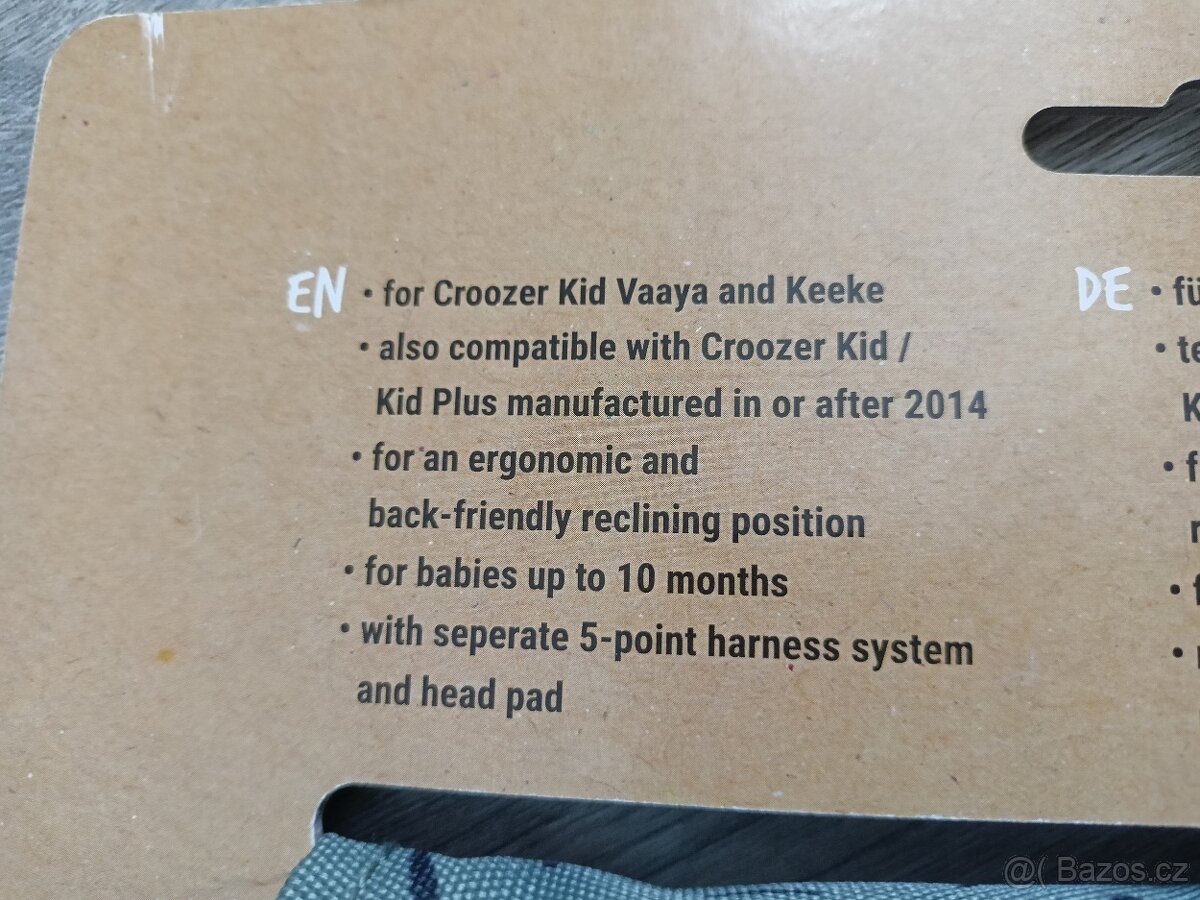 EN • for Croozer Kid Vaaya and Keeke
• also compatible with Croozer Kid /
Kid Plus manufactured in or after 2014
• for an ergonomic and
back-friendly reclining position
• for babies up to 10 months
• with seperate 5-point harness system
and head pad
DE •
•
•
•
•
@( Bazos.cz